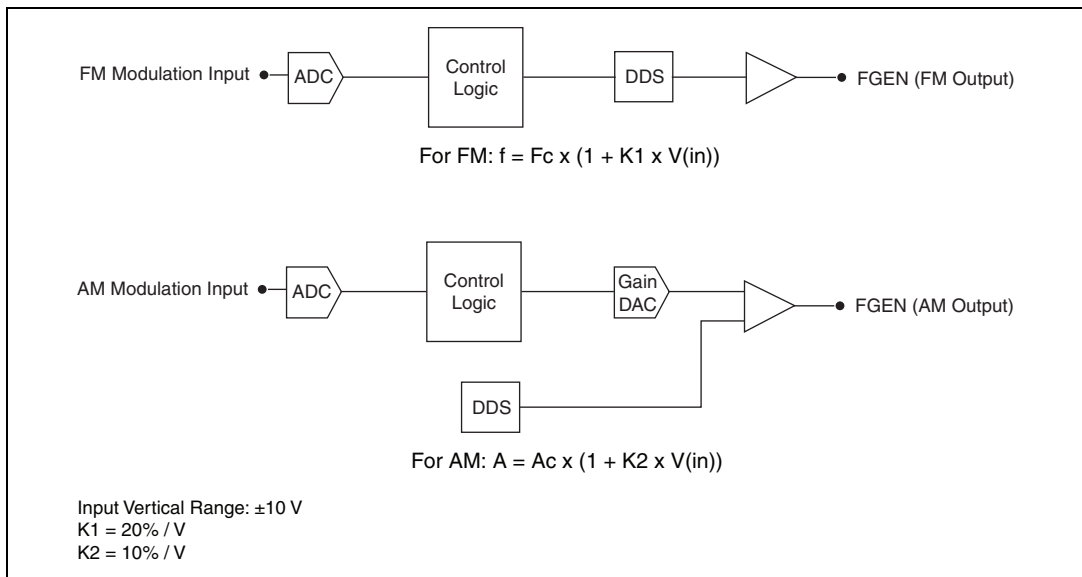 FM Modulation Input
ADC
Control
Logic
DDS
FGEN (FM Output)
For FM: f = Fc x (1 + K1 x V(in))
AM Modulation Input
ADC
Control
Logic
Gain
DAC
FGEN (AM Output)
DDS
For AM: A = Ac x (1 + K2 x V(in))
Input Vertical Range: ±10 V
K1 = 20% / V
K2 = 10% / V